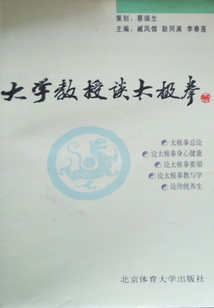 策划：蔡瑞生
主编：臧凤儒 耿同满 李春莲
大学教授谈太极拳
太极拳总论
论太极拳身心健康
论太极拳要领
论太极拳教与学
论传统养生
北京体育大学出版社